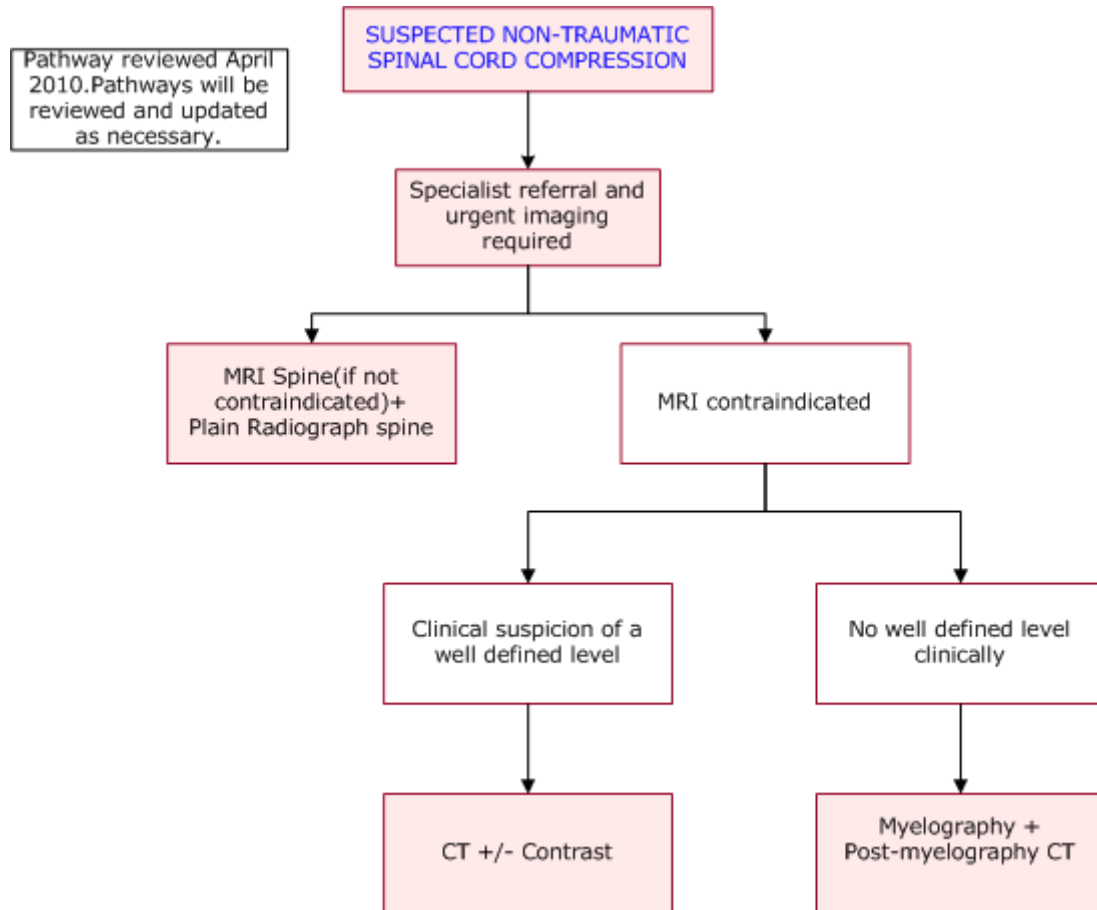 SUSPECTED NON-TRAUMATIC
SPINAL CORD COMPRESSION
Pathway reviewed April
2010.Pathways will be
reviewed and updated
as necessary.
Specialist referral and
urgent imaging
required
MRI Spine(if not
contraindicated)+
Plain Radiograph spine
MRI contraindicated
Clinical suspicion of a
well defined level
No well defined level
clinically
CT +/- Contrast
Myelography +
Post-myelography CT